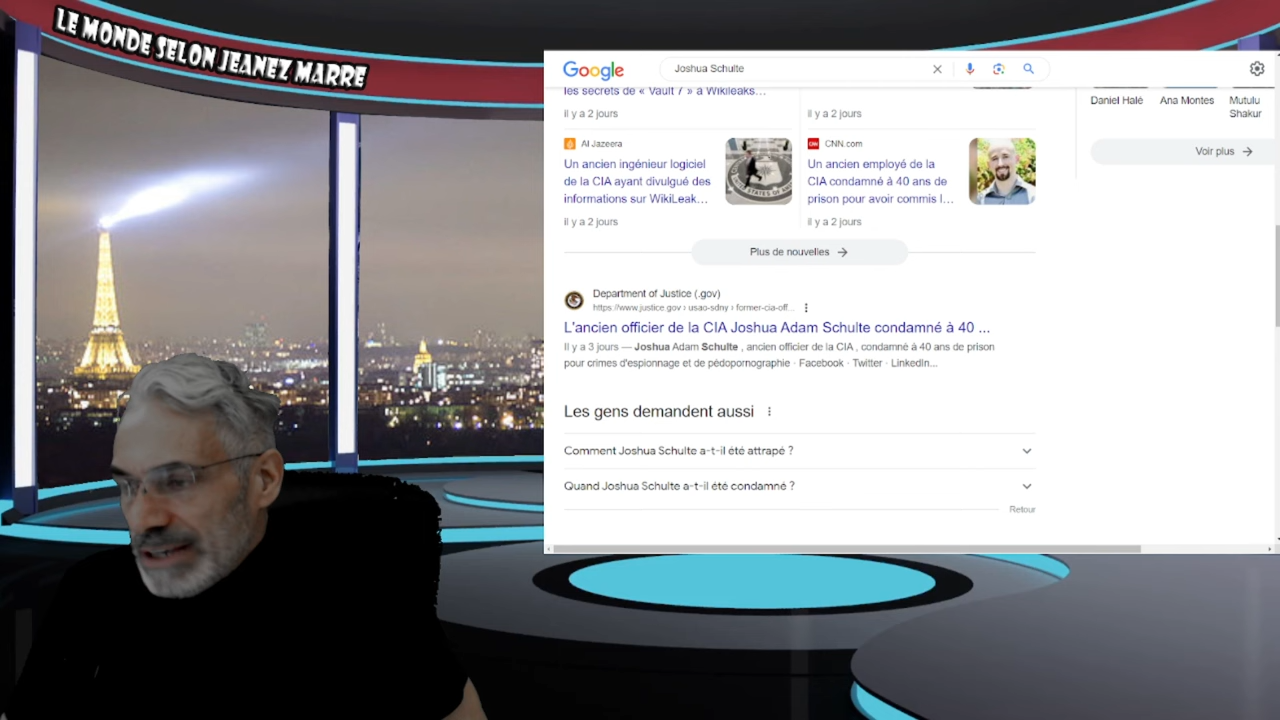 LE MONDE SELON JEANEZ MARRE
Google
Joshua Schulte
les secrets de « Vault 7 » à Wikileaks…
il y a 2 jours
il y a 2 jours
Al Jazeera
Un ancien ingénieur logiciel
de la CIA ayant divulgué des
informations sur WikiLeak…
il y a 2 jours
CNN.com
Un ancien employé de la
CIA condamné à 40 ans de
prison pour avoir commis l…
il y a 2 jours
Daniel Hale
Ana Montes
Mutulu
Shakur
Voir plus
Plus de nouvelles
Department of Justice (.gov)
https://www.justice.gov › usao-sdny › former-cia-off...
L'ancien officier de la CIA Joshua Adam Schulte condamné à 40 ...
Il y a 3 jours — Joshua Adam Schulte , ancien officier de la CIA , condamné à 40 ans de prison
pour crimes d'espionnage et de pédopornographie · Facebook · Twitter · LinkedIn...
Les gens demandent aussi
Comment Joshua Schulte a-t-il été attrapé ?
Quand Joshua Schulte a-t-il été condamné ?
Retour